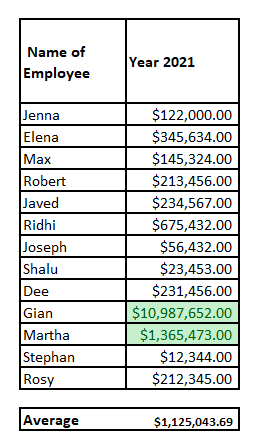 Name of Employee Year 2021
Jenna $122,000.00
Elena $345,634.00
Max $145,324.00
Robert $213,456.00
Javed $234,567.00
Ridhi $675,432.00
Joseph $56,432.00
Shalu $23,453.00
Dee $231,456.00
Gian $10,987,652.00
Martha $1,365,473.00
Stephan $12,344.00
Rosy $212,345.00
Average $1,125,043.69